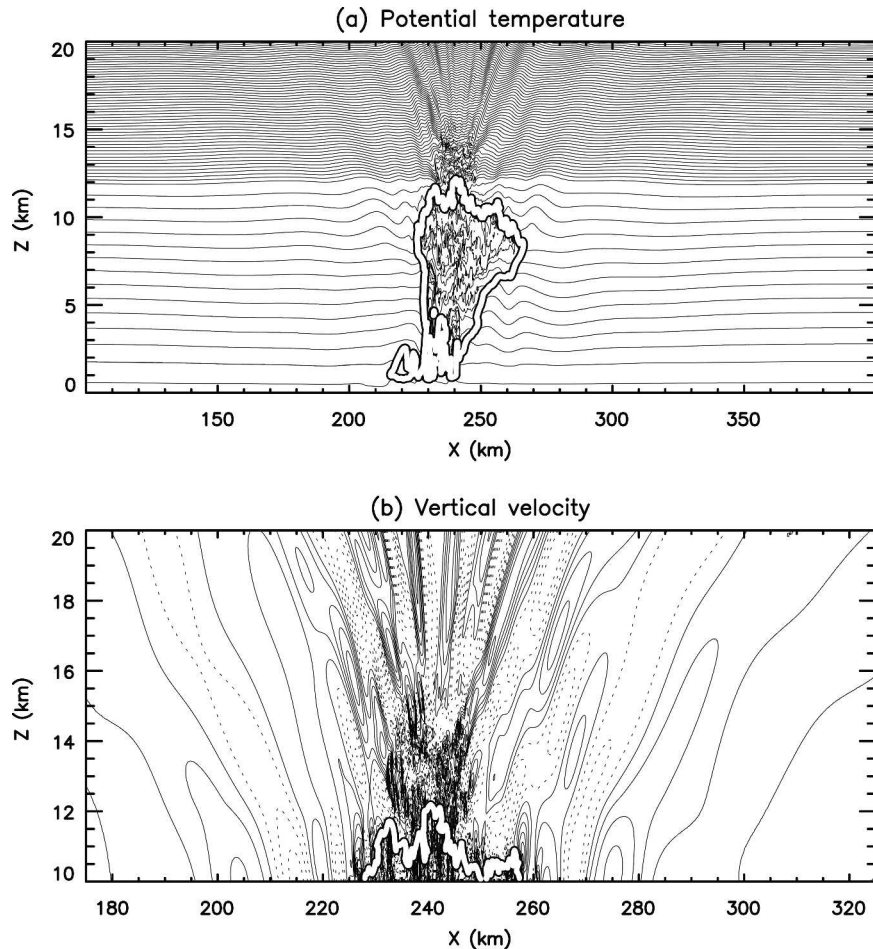 (a) Potential temperature
20
15
10
5
0
Z (km)
150 200 250 300 350
X (km)
(b) Vertical velocity
20
18
16
14
12
10
Z (km)
180 200 220 240 260 280 300 320
X (km)